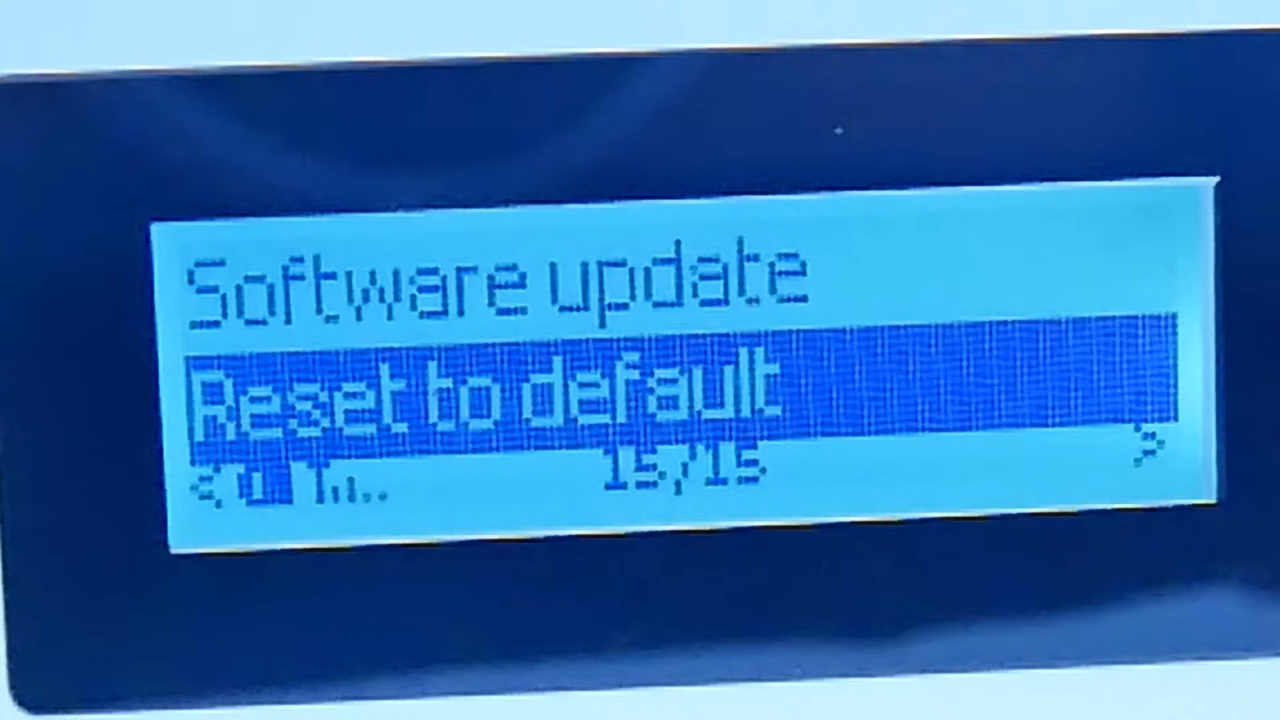 Software update
Reset to default
< d 15/15 >